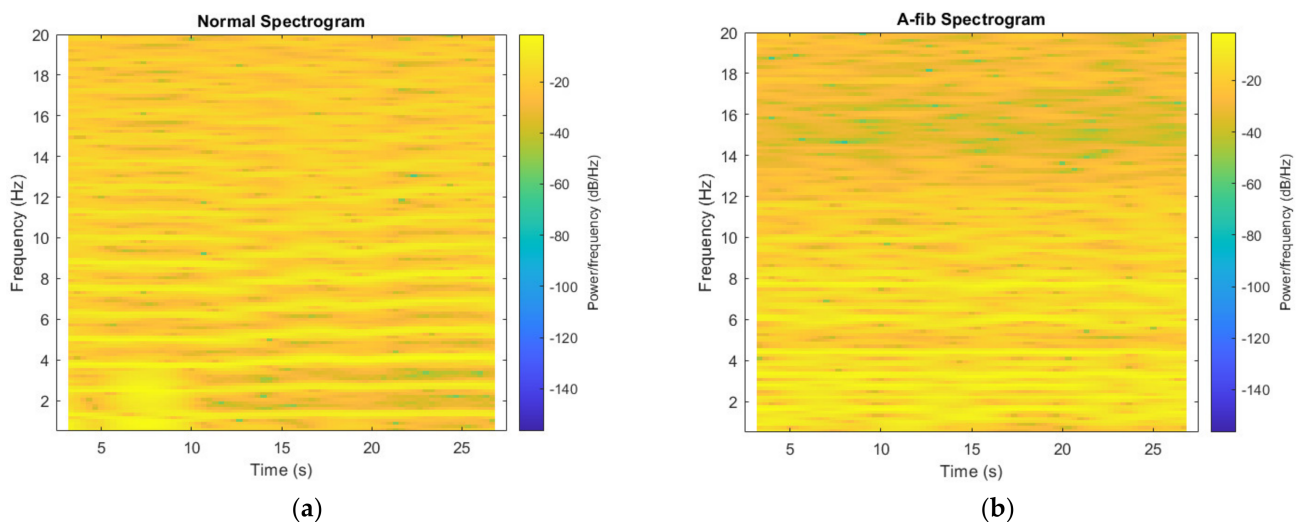 Normal Spectrogram
20
18
16
14
12
10
8
6
4
2
Frequency (Hz)
5 10 15 20 25
Time (s)
-20
-40
-60
-80
-100
-120
-140
Power/frequency (dB/Hz)
(a)
A-fib Spectrogram
20
18
16
14
12
10
8
6
4
2
Frequency (Hz)
5 10 15 20 25
Time (s)
-20
-40
-60
-80
-100
-120
-140
Power/frequency (dB/Hz)
(b)